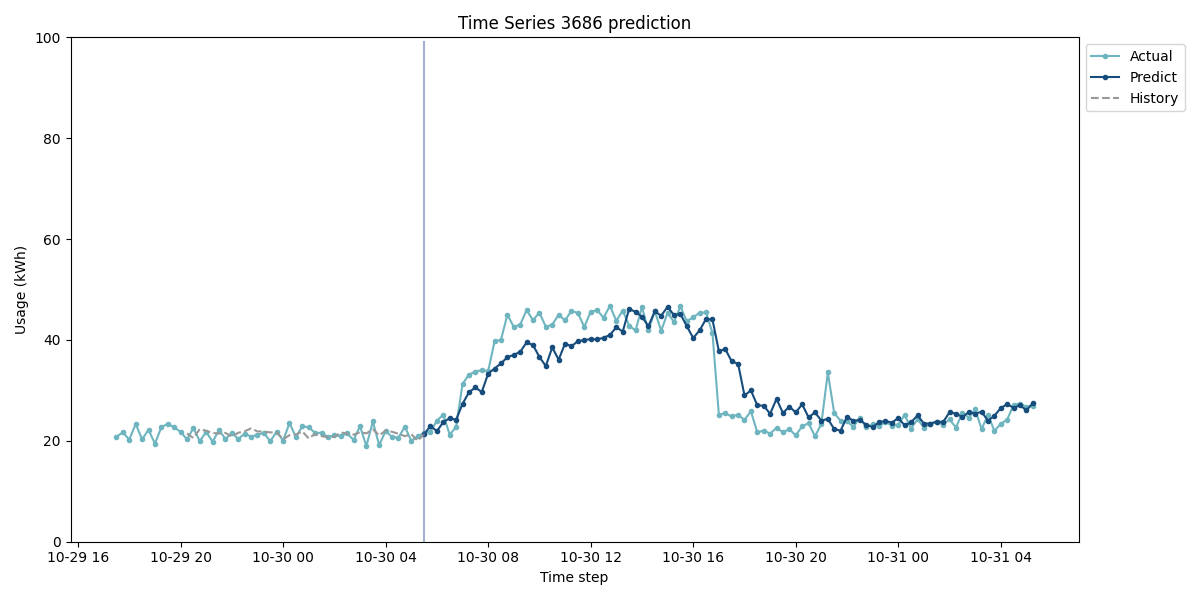 Time Series 3686 prediction
100
80
60
40
20
0
Usage (kWh)
10-29 16
10-29 20
10-30 00
10-30 04
10-30 08
10-30 12
10-30 16
10-30 20
10-31 00
10-31 04
Time step
Actual
Predict
History